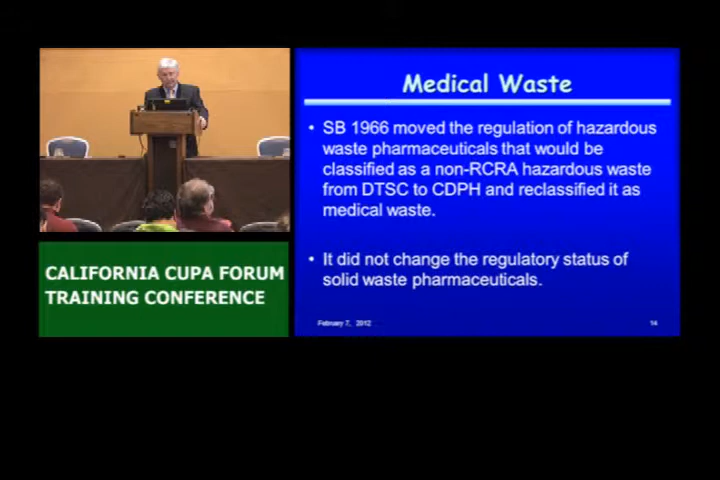 Medical Waste
• SB 1966 moved the regulation of hazardous
waste pharmaceuticals that would be
classified as a non-RCRA hazardous waste
from DTSC to CDPH and reclassified it as
medical waste.
• It did not change the regulatory status of
solid waste pharmaceuticals.
February 7, 2012
14
CALIFORNIA CUPA FORUM
TRAINING CONFERENCE